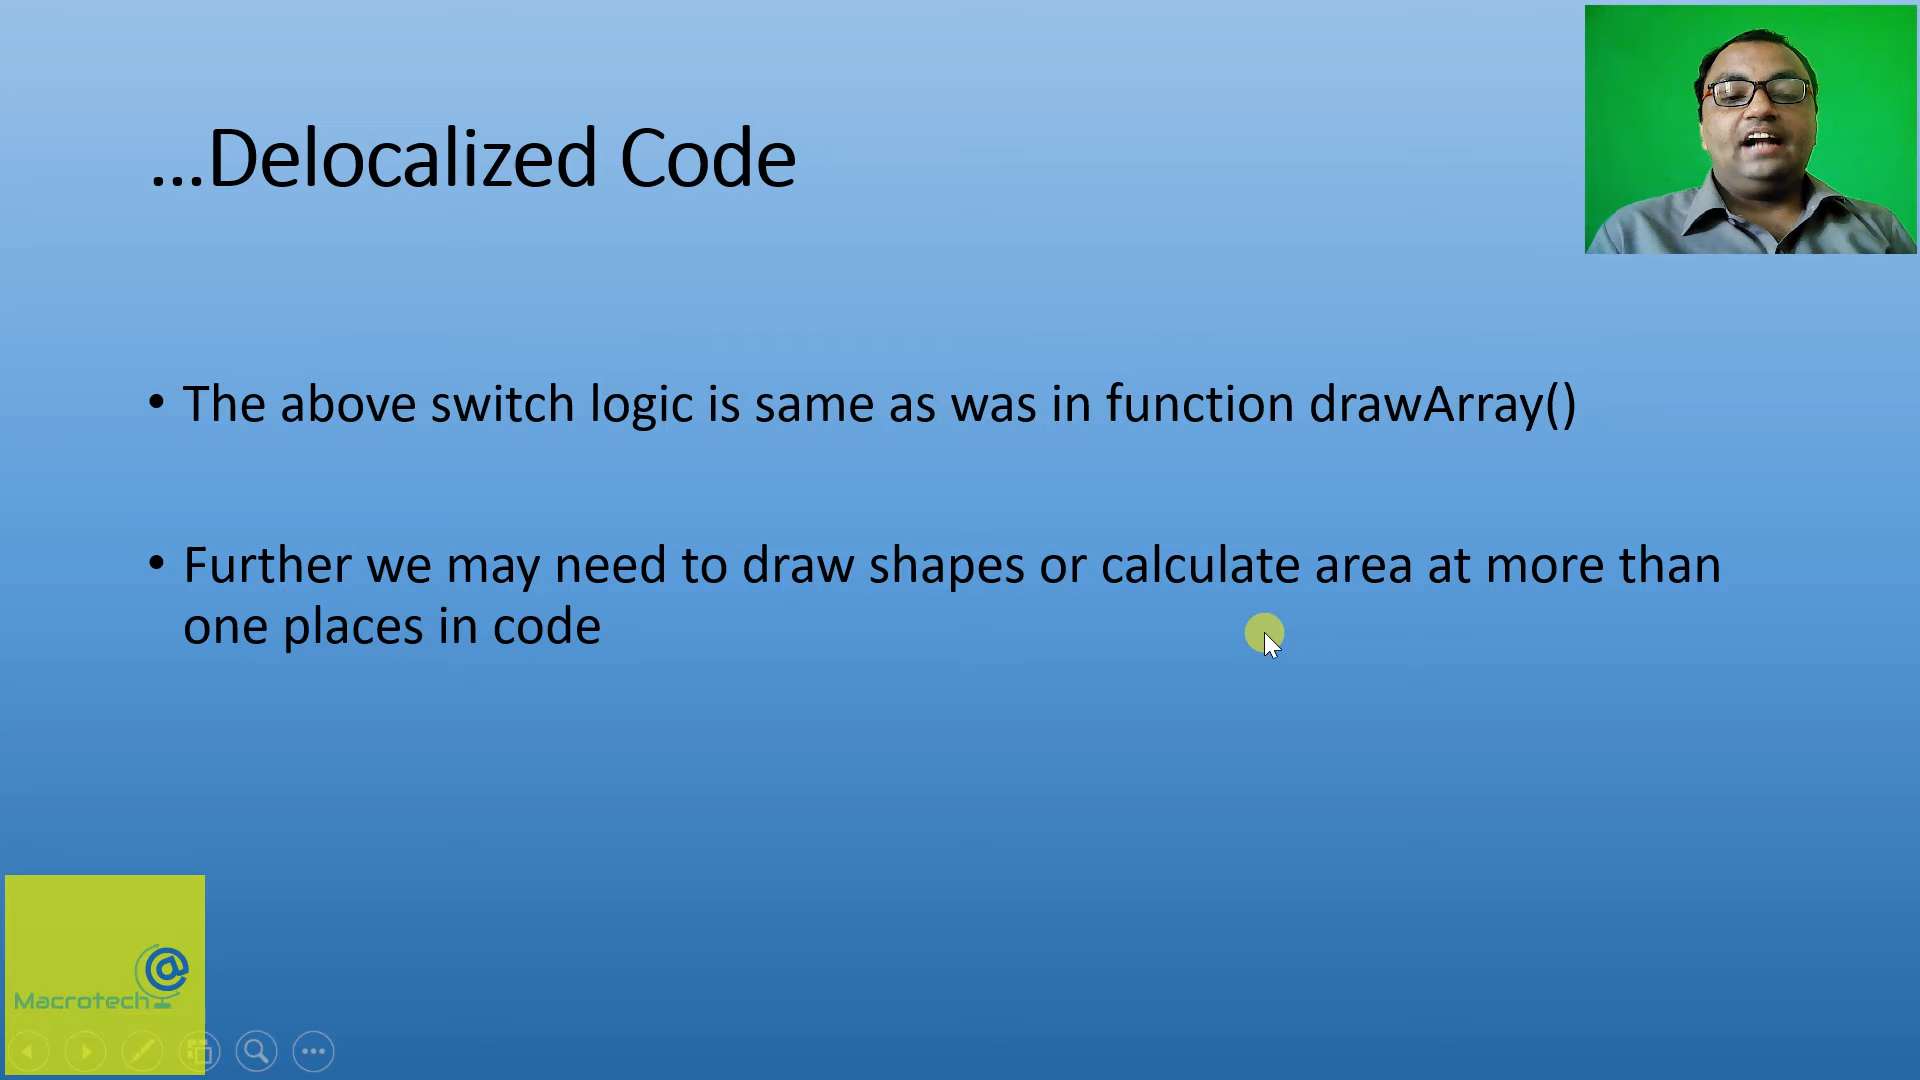 ...Delocalized Code
• The above switch logic is same as was in function drawArray()
• Further we may need to draw shapes or calculate area at more than
one places in code
@
Macrotech